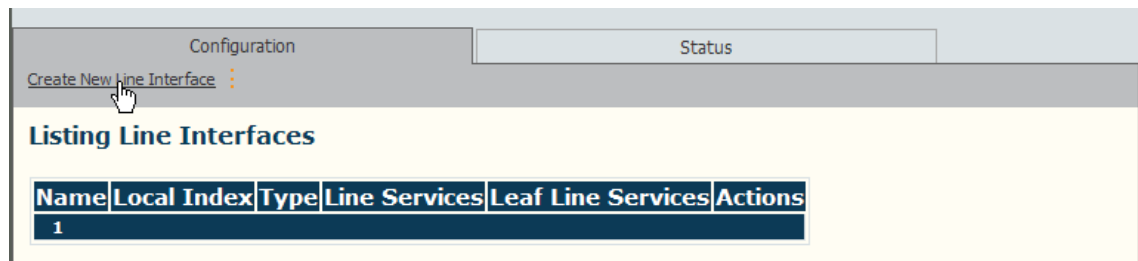 Configuration
Status
Create New Line Interface
Listing Line Interfaces
Name Local Index Type Line Services Leaf Line Services Actions
1